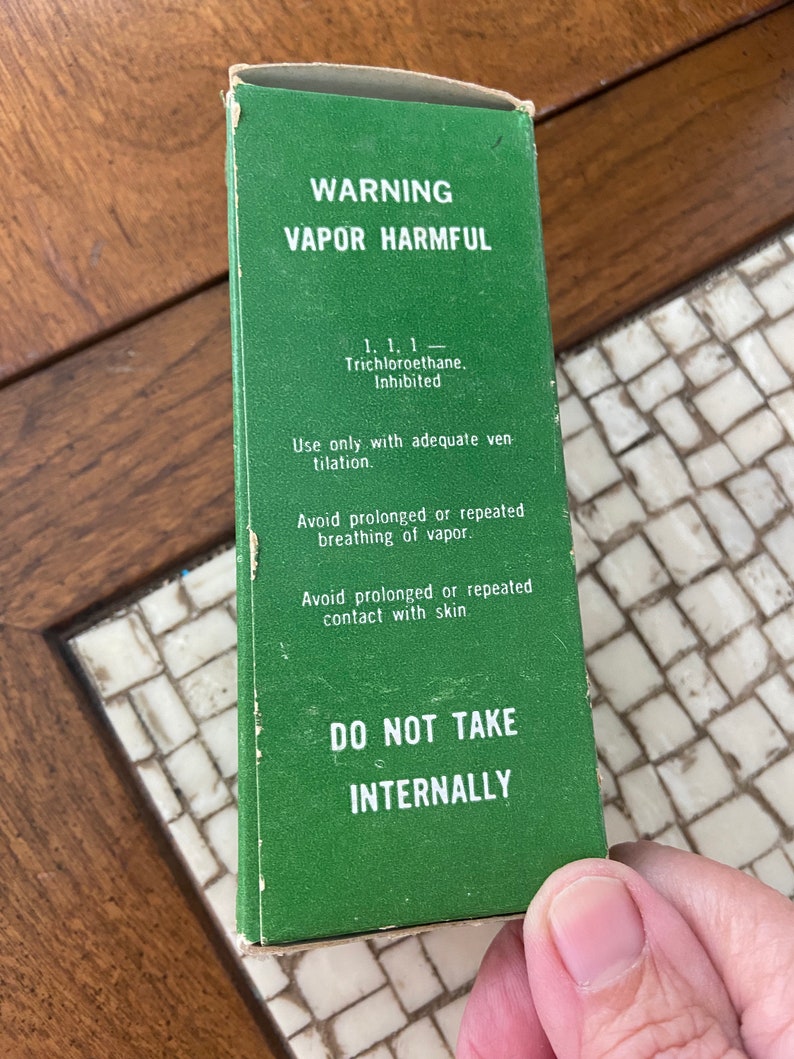 WARNING
VAPOR HARMFUL
1, 1, 1 —
Trichloroethane,
Inhibited
Use only with adequate ven-
tilation.
Avoid prolonged or repeated
breathing of vapor.
Avoid prolonged or repeated
contact with skin
DO NOT TAKE
INTERNALLY